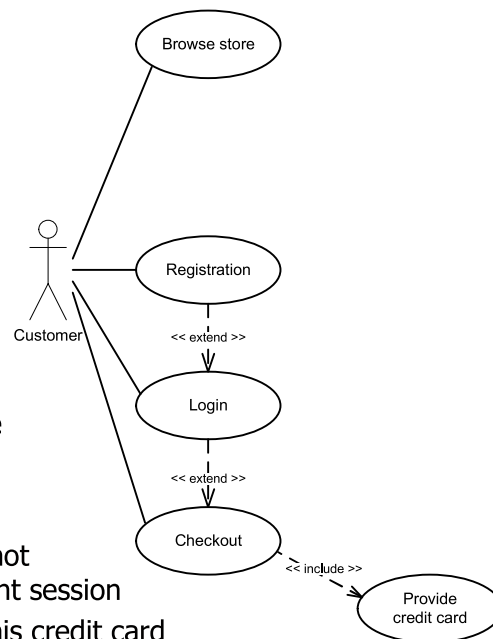 Browse store
Registration
<< extend >>
Customer
Login
<< extend >>
Checkout
not
nt session
<< include >>
Provide
credit card
his credit card